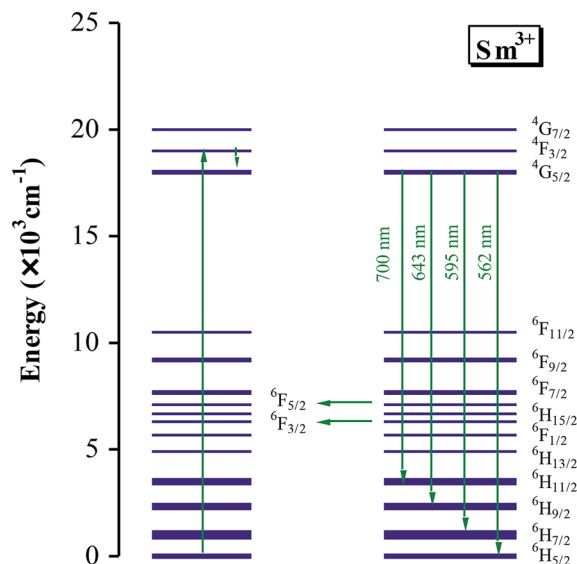 25
Sm³⁺
20
15
10
5
0
Energy (×10³cm⁻¹)
⁴G₇/₂
⁴F₃/₂
⁴G₅/₂
700 nm
643 nm
595 nm
562 nm
⁶F₁₁/₂
⁶F₉/₂
⁶F₇/₂
⁶F₅/₂
⁶H₁₅/₂
⁶F₃/₂
⁶F₁/₂
⁶H₁₃/₂
⁶H₁₁/₂
⁶H₉/₂
⁶H₇/₂
⁶H₅/₂